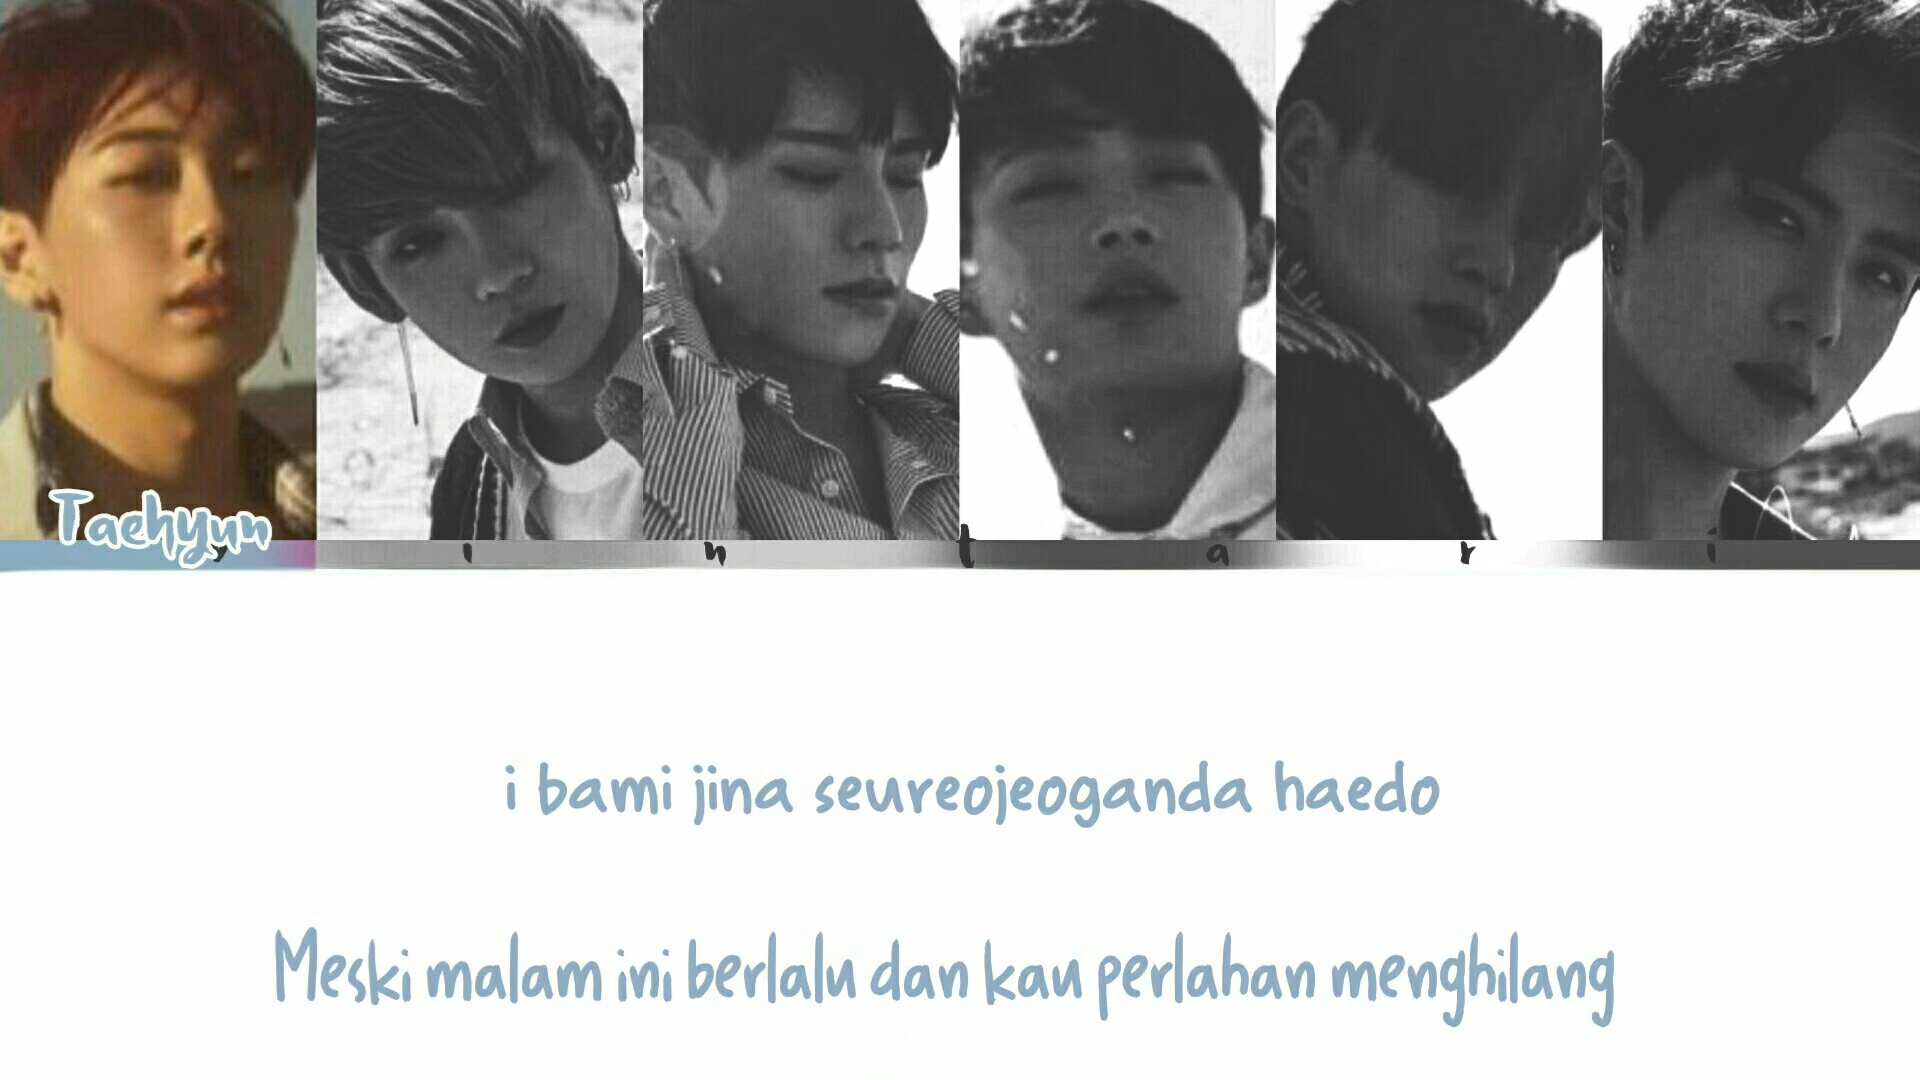 Taehyun
y i n t a r i
i bami jina seureojeoganda haedo
Meski malam ini berlalu dan kau perlahan menghilang